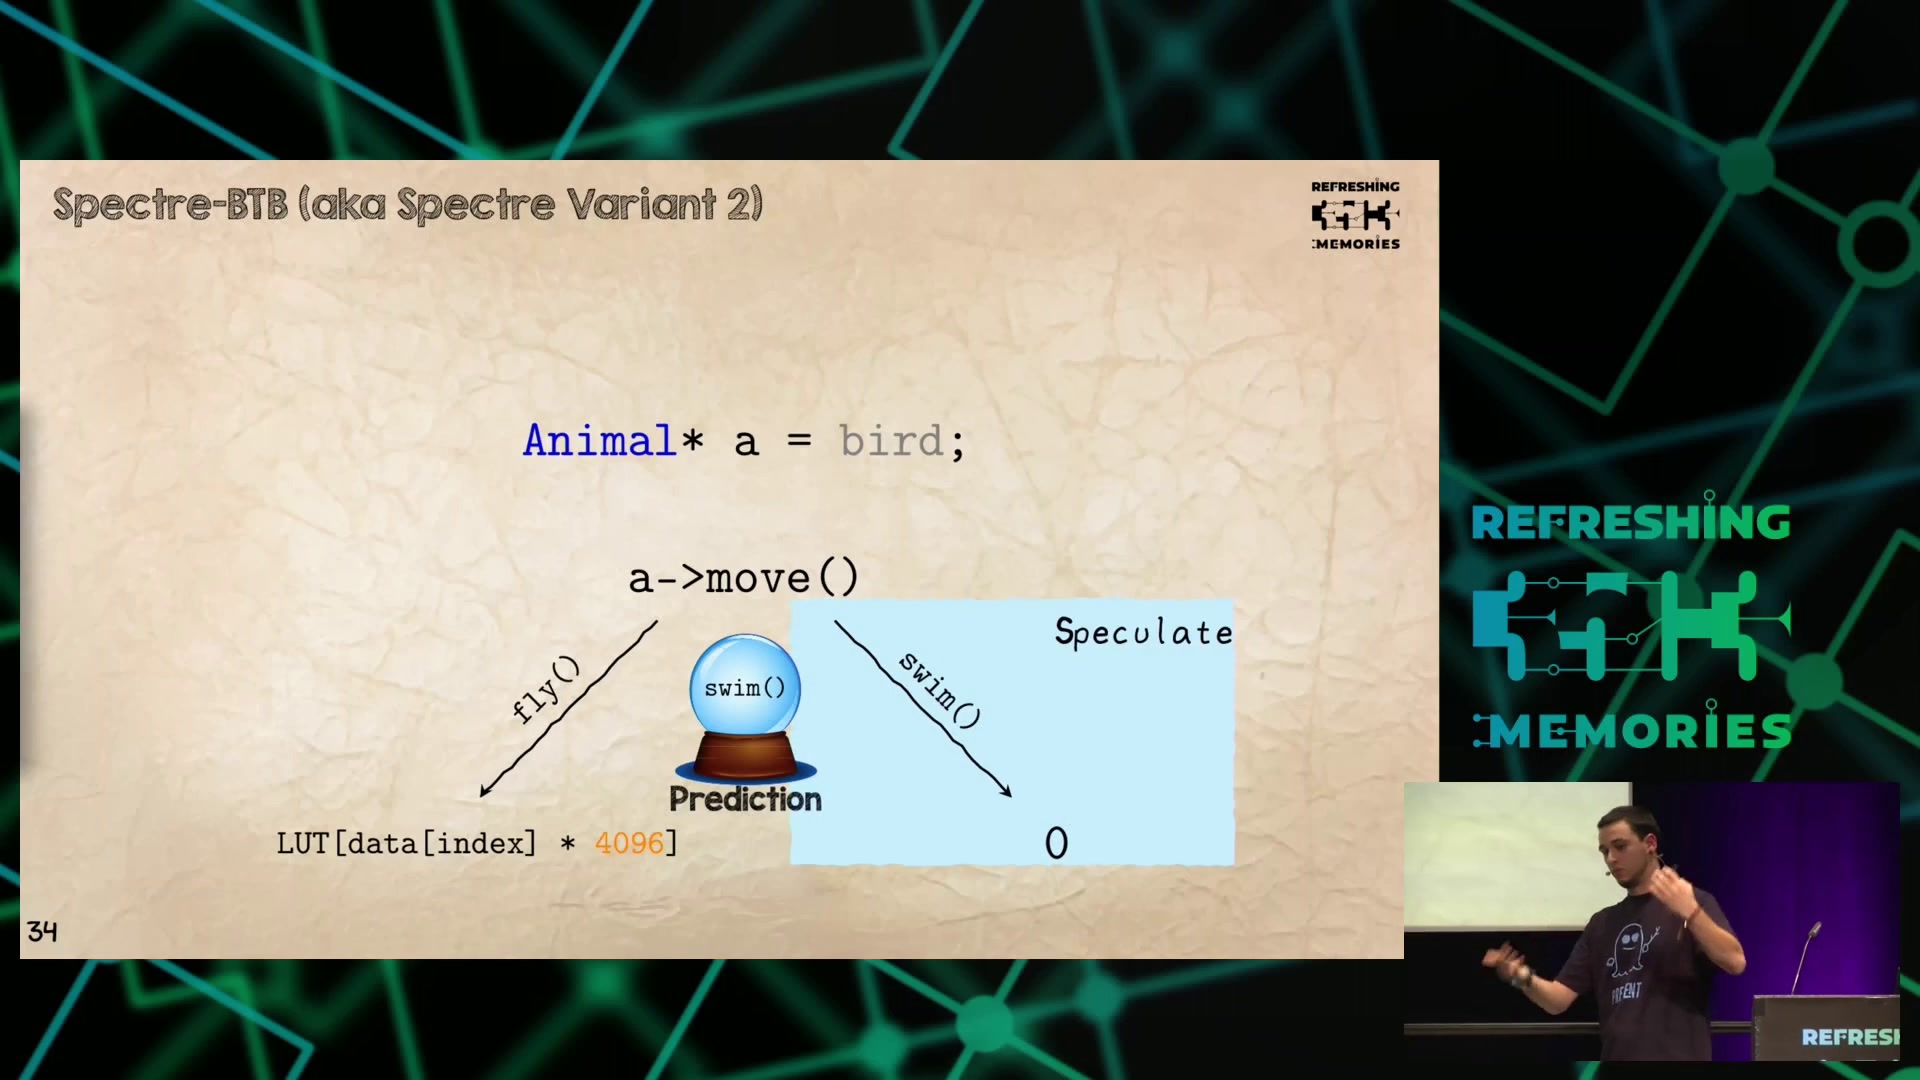 Spectre-BTB (aka Spectre Variant 2)
REFRESHING
MEMORIES
Animal* a = bird;
a->move()
Speculate
fly()
swim()
swim()
Prediction
LUT[data[index] * 4096]
0
34
REFRESHING
MEMORIES
REFRESH